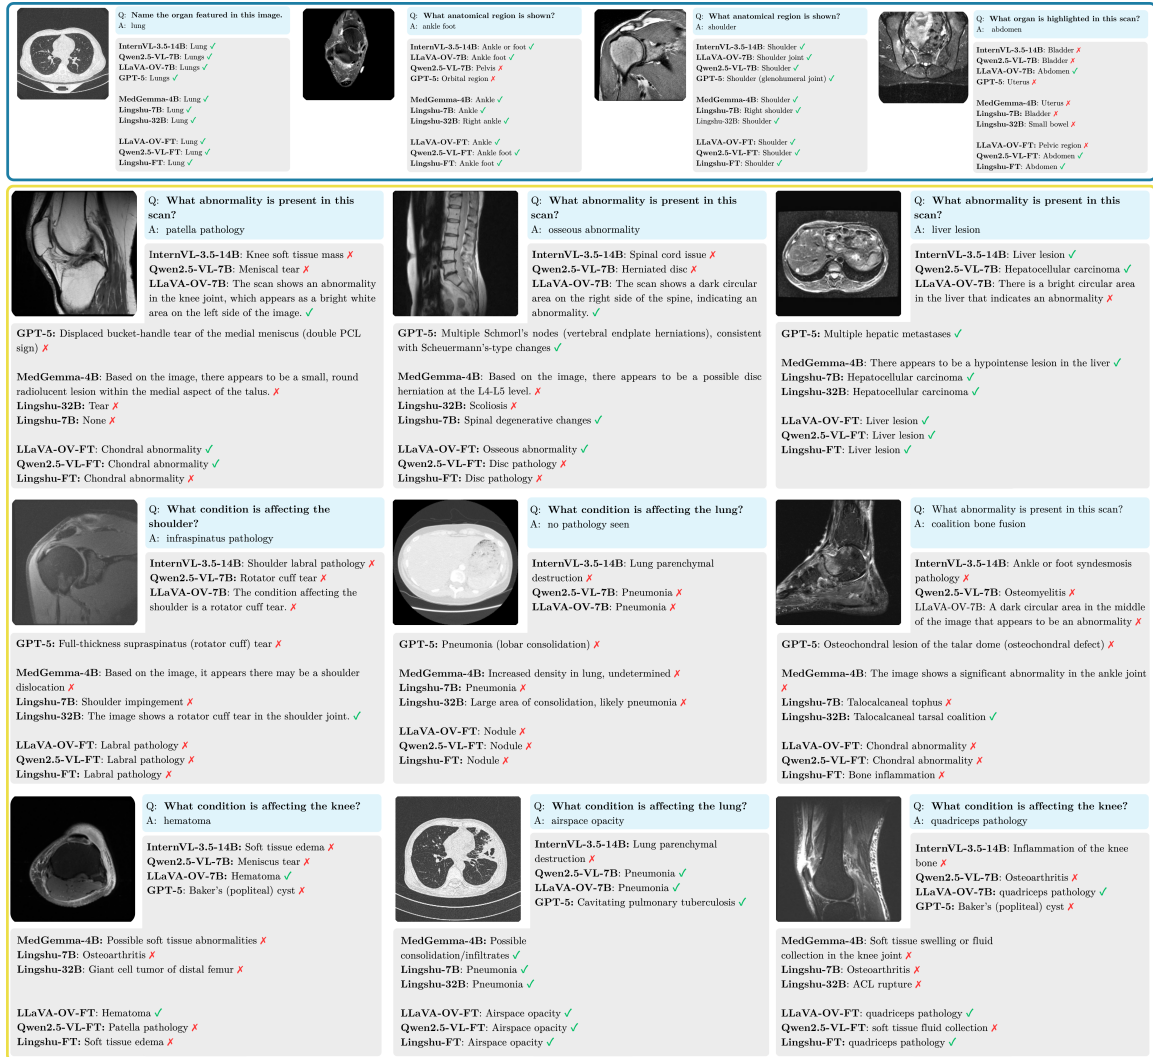 Q: Name the organ featured in this image.
A: lung
InternVL-3.5-14B: Lung ✓
Qwen2.5-VL-7B: Lungs ✓
LLaVA-OV-7B: Lungs ✓
GPT-5: Lungs ✓
MedGemma-4B: Lung ✓
Lingshu-7B: Lung ✓
Lingshu-32B: Lung ✓
LLaVA-OV-FT: Lung ✓
Qwen2.5-VL-FT: Lung ✓
Lingshu-FT: Lung ✓
Q: What anatomical region is shown?
A: ankle foot
InternVL-3.5-14B: Ankle or foot ✓
LLaVA-OV-7B: Ankle foot ✓
Qwen2.5-VL-7B: Pelvis ✗
GPT-5: Orbital region ✗
MedGemma-4B: Ankle ✓
Lingshu-7B: Ankle ✓
Lingshu-32B: Right ankle ✓
LLaVA-OV-FT: Ankle ✓
Qwen2.5-VL-FT: Ankle foot ✓
Lingshu-FT: Ankle foot ✓
Q: What anatomical region is shown?
A: shoulder
InternVL-3.5-14B: Shoulder ✓
LLaVA-OV-7B: Shoulder joint ✓
Qwen2.5-VL-7B: Shoulder ✓
GPT-5: Shoulder (glenohumeral joint) ✓
MedGemma-4B: Shoulder ✓
Lingshu-7B: Right shoulder ✓
Lingshu-32B: Shoulder ✓
LLaVA-OV-FT: Shoulder ✓
Qwen2.5-VL-FT: Shoulder ✓
Lingshu-FT: Shoulder ✓
Q: What organ is highlighted in this scan?
A: abdomen
InternVL-3.5-14B: Bladder ✗
Qwen2.5-VL-7B: Bladder ✗
LLaVA-OV-7B: Abdomen ✓
GPT-5: Uterus ✗
MedGemma-4B: Uterus ✗
Lingshu-7B: Bladder ✗
Lingshu-32B: Small bowel ✗
LLaVA-OV-FT: Pelvic region ✗
Qwen2.5-VL-FT: Abdomen ✓
Lingshu-FT: Abdomen ✓
Q: What abnormality is present in this
scan?
A: patella pathology
InternVL-3.5-14B: Knee soft tissue mass ✗
Qwen2.5-VL-7B: Meniscal tear ✗
LLaVA-OV-7B: The scan shows an abnormality
in the knee joint, which appears as a bright white
area on the left side of the image. ✓
GPT-5: Displaced bucket-handle tear of the medial meniscus (double PCL
sign) ✗
MedGemma-4B: Based on the image, there appears to be a small, round
radiolucent lesion within the medial aspect of the talus. ✗
Lingshu-32B: Tear ✗
Lingshu-7B: None ✗
LLaVA-OV-FT: Chondral abnormality ✓
Qwen2.5-VL-FT: Chondral abnormality ✓
Lingshu-FT: Chondral abnormality ✗
Q: What abnormality is present in this
scan?
A: osseous abnormality
InternVL-3.5-14B: Spinal cord issue ✗
Qwen2.5-VL-7B: Herniated disc ✗
LLaVA-OV-7B: The scan shows a dark circular
area on the right side of the spine, indicating an
abnormality. ✓
GPT-5: Multiple Schmorl's nodes (vertebral endplate herniations), consistent
with Scheuermann's-type changes ✓
MedGemma-4B: Based on the image, there appears to be a possible disc
herniation at the L4-L5 level. ✗
Lingshu-32B: Scoliosis ✗
Lingshu-7B: Spinal degenerative changes ✓
LLaVA-OV-FT: Osseous abnormality ✓
Qwen2.5-VL-FT: Disc pathology ✗
Lingshu-FT: Disc pathology ✗
Q: What abnormality is present in this
scan?
A: liver lesion
InternVL-3.5-14B: Liver lesion ✓
Qwen2.5-VL-7B: Hepatocellular carcinoma ✓
LLaVA-OV-7B: There is a bright circular area
in the liver that indicates an abnormality ✗
GPT-5: Multiple hepatic metastases ✓
MedGemma-4B: There appears to be a hypointense lesion in the liver ✓
Lingshu-7B: Hepatocellular carcinoma ✓
Lingshu-32B: Hepatocellular carcinoma ✓
LLaVA-OV-FT: Liver lesion ✓
Qwen2.5-VL-FT: Liver lesion ✓
Lingshu-FT: Liver lesion ✓
Q: What condition is affecting the
shoulder?
A: infraspinatus pathology
InternVL-3.5-14B: Shoulder labral pathology ✗
Qwen2.5-VL-7B: Rotator cuff tear ✗
LLaVA-OV-7B: The condition affecting the
shoulder is a rotator cuff tear. ✗
GPT-5: Full-thickness supraspinatus (rotator cuff) tear ✗
MedGemma-4B: Based on the image, it appears there may be a shoulder
dislocation ✗
Lingshu-7B: Shoulder impingement ✗
Lingshu-32B: The image shows a rotator cuff tear in the shoulder joint. ✓
LLaVA-OV-FT: Labral pathology ✗
Qwen2.5-VL-FT: Labral pathology ✗
Lingshu-FT: Labral pathology ✗
Q: What condition is affecting the lung?
A: no pathology seen
InternVL-3.5-14B: Lung parenchymal
destruction ✗
Qwen2.5-VL-7B: Pneumonia ✗
LLaVA-OV-7B: Pneumonia ✗
GPT-5: Pneumonia (lobar consolidation) ✗
MedGemma-4B: Increased density in lung, undetermined ✗
Lingshu-7B: Pneumonia ✗
Lingshu-32B: Large area of consolidation, likely pneumonia ✗
LLaVA-OV-FT: Nodule ✗
Qwen2.5-VL-FT: Nodule ✗
Lingshu-FT: Nodule ✗
Q: What abnormality is present in this scan?
A: coalition bone fusion
InternVL-3.5-14B: Ankle or foot syndesmosis
pathology ✗
Qwen2.5-VL-7B: Osteomyelitis ✗
LLaVA-OV-7B: A dark circular area in the middle
of the image that appears to be an abnormality ✗
GPT-5: Osteochondral lesion of the talar dome (osteochondral defect) ✗
MedGemma-4B: The image shows a significant abnormality in the ankle joint
✗
Lingshu-7B: Talocalcaneal tophus ✗
Lingshu-32B: Talocalcaneal tarsal coalition ✓
LLaVA-OV-FT: Chondral abnormality ✗
Qwen2.5-VL-FT: Chondral abnormality ✗
Lingshu-FT: Bone inflammation ✗
Q: What condition is affecting the knee?
A: hematoma
InternVL-3.5-14B: Soft tissue edema ✗
Qwen2.5-VL-7B: Meniscus tear ✗
LLaVA-OV-7B: Hematoma ✓
GPT-5: Baker's (popliteal) cyst ✗
MedGemma-4B: Possible soft tissue abnormalities ✗
Lingshu-7B: Osteoarthritis ✗
Lingshu-32B: Giant cell tumor of distal femur ✗
LLaVA-OV-FT: Hematoma ✓
Qwen2.5-VL-FT: Patella pathology ✗
Lingshu-FT: Soft tissue edema ✗
Q: What condition is affecting the lung?
A: airspace opacity
InternVL-3.5-14B: Lung parenchymal
destruction ✗
Qwen2.5-VL-7B: Pneumonia ✓
LLaVA-OV-7B: Pneumonia ✓
GPT-5: Cavitating pulmonary tuberculosis ✓
MedGemma-4B: Possible
consolidation/infiltrates ✓
Lingshu-7B: Pneumonia ✓
Lingshu-32B: Pneumonia ✓
LLaVA-OV-FT: Airspace opacity ✓
Qwen2.5-VL-FT: Airspace opacity ✓
Lingshu-FT: Airspace opacity ✓
Q: What condition is affecting the knee?
A: quadriceps pathology
InternVL-3.5-14B: Inflammation of the knee
bone ✗
Qwen2.5-VL-7B: Osteoarthritis ✗
LLaVA-OV-7B: quadriceps pathology ✓
GPT-5: Baker's (popliteal) cyst ✗
MedGemma-4B: Soft tissue swelling or fluid
collection in the knee joint ✗
Lingshu-7B: Osteoarthritis ✗
Lingshu-32B: ACL rupture ✗
LLaVA-OV-FT: quadriceps pathology ✓
Qwen2.5-VL-FT: soft tissue fluid collection ✗
Lingshu-FT: quadriceps pathology ✓